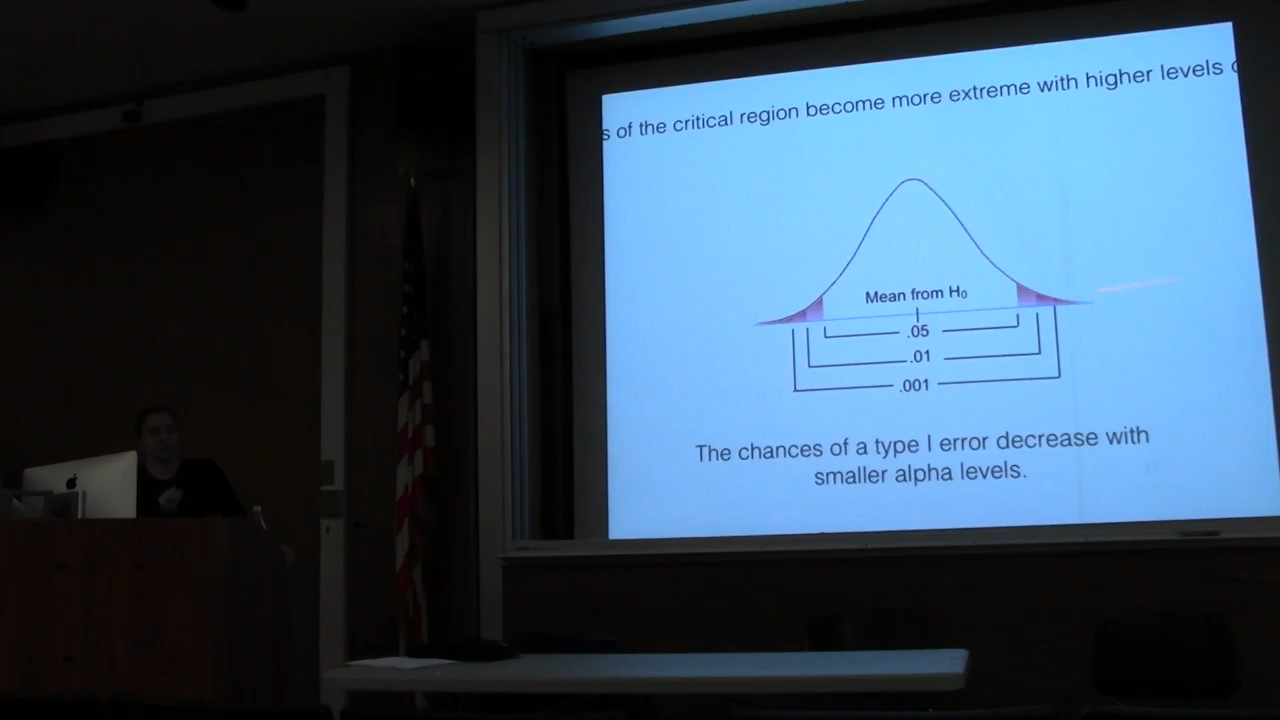 s of the critical region become more extreme with higher levels
Mean from H₀
.05
.01
.001
The chances of a type I error decrease with
smaller alpha levels.